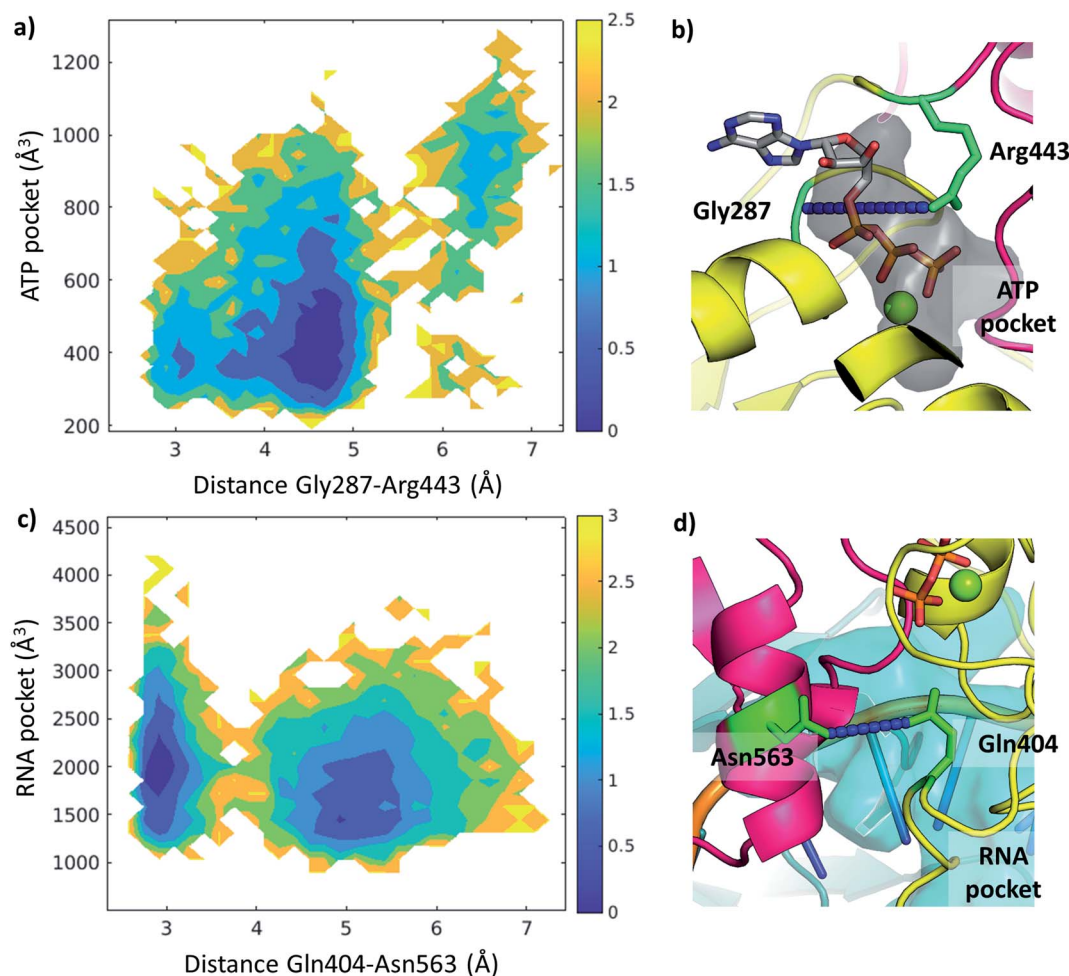 a)
ATP pocket (Å³)
1200
1000
800
600
400
200
3 4 5 6 7
Distance Gly287-Arg443 (Å)
2.5
2
1.5
1
0.5
0
b)
Arg443
Gly287
ATP
pocket
c)
RNA pocket (Å³)
4500
4000
3500
3000
2500
2000
1500
1000
3 4 5 6 7
Distance Gln404-Asn563 (Å)
3
2.5
2
1.5
1
0.5
0
d)
Asn563
Gln404
RNA
pocket